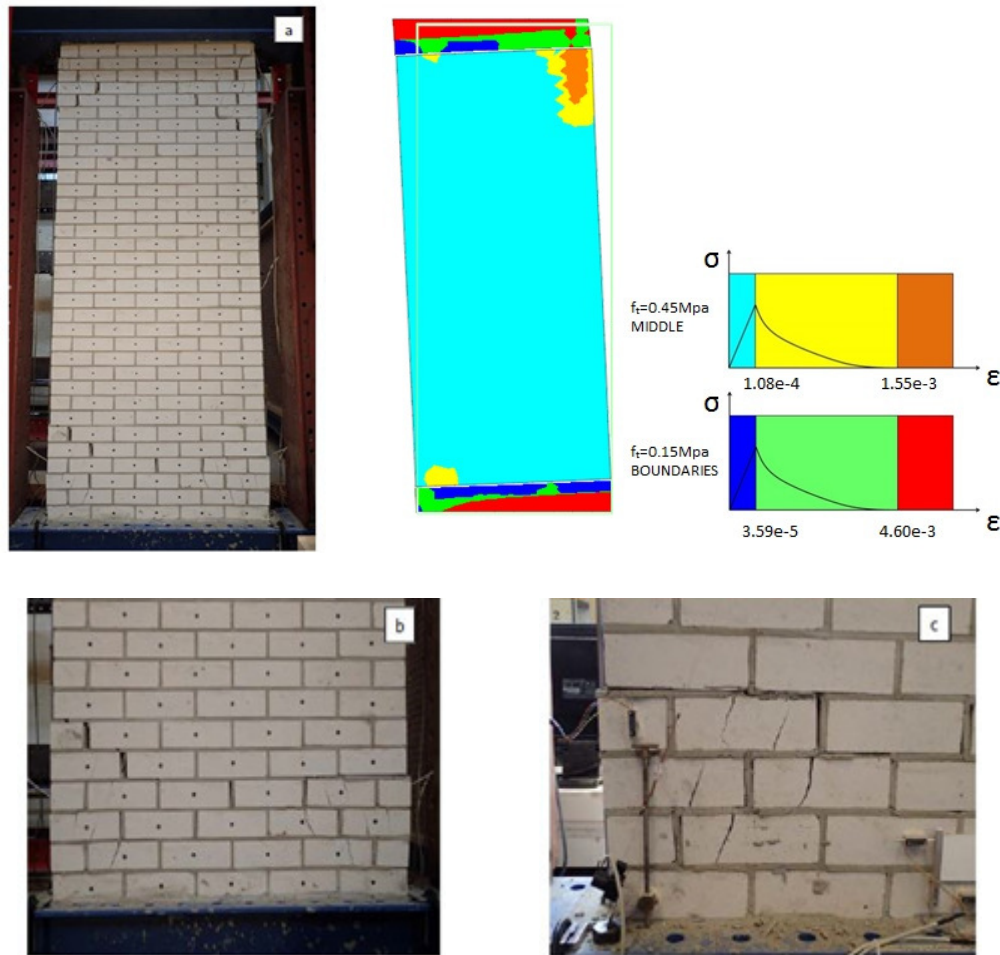 a
σ
fₜ=0.45Mpa
MIDDLE
1.08e-4
1.55e-3
ε
σ
fₜ=0.15Mpa
BOUNDARIES
3.59e-5
4.60e-3
ε
b
c
2